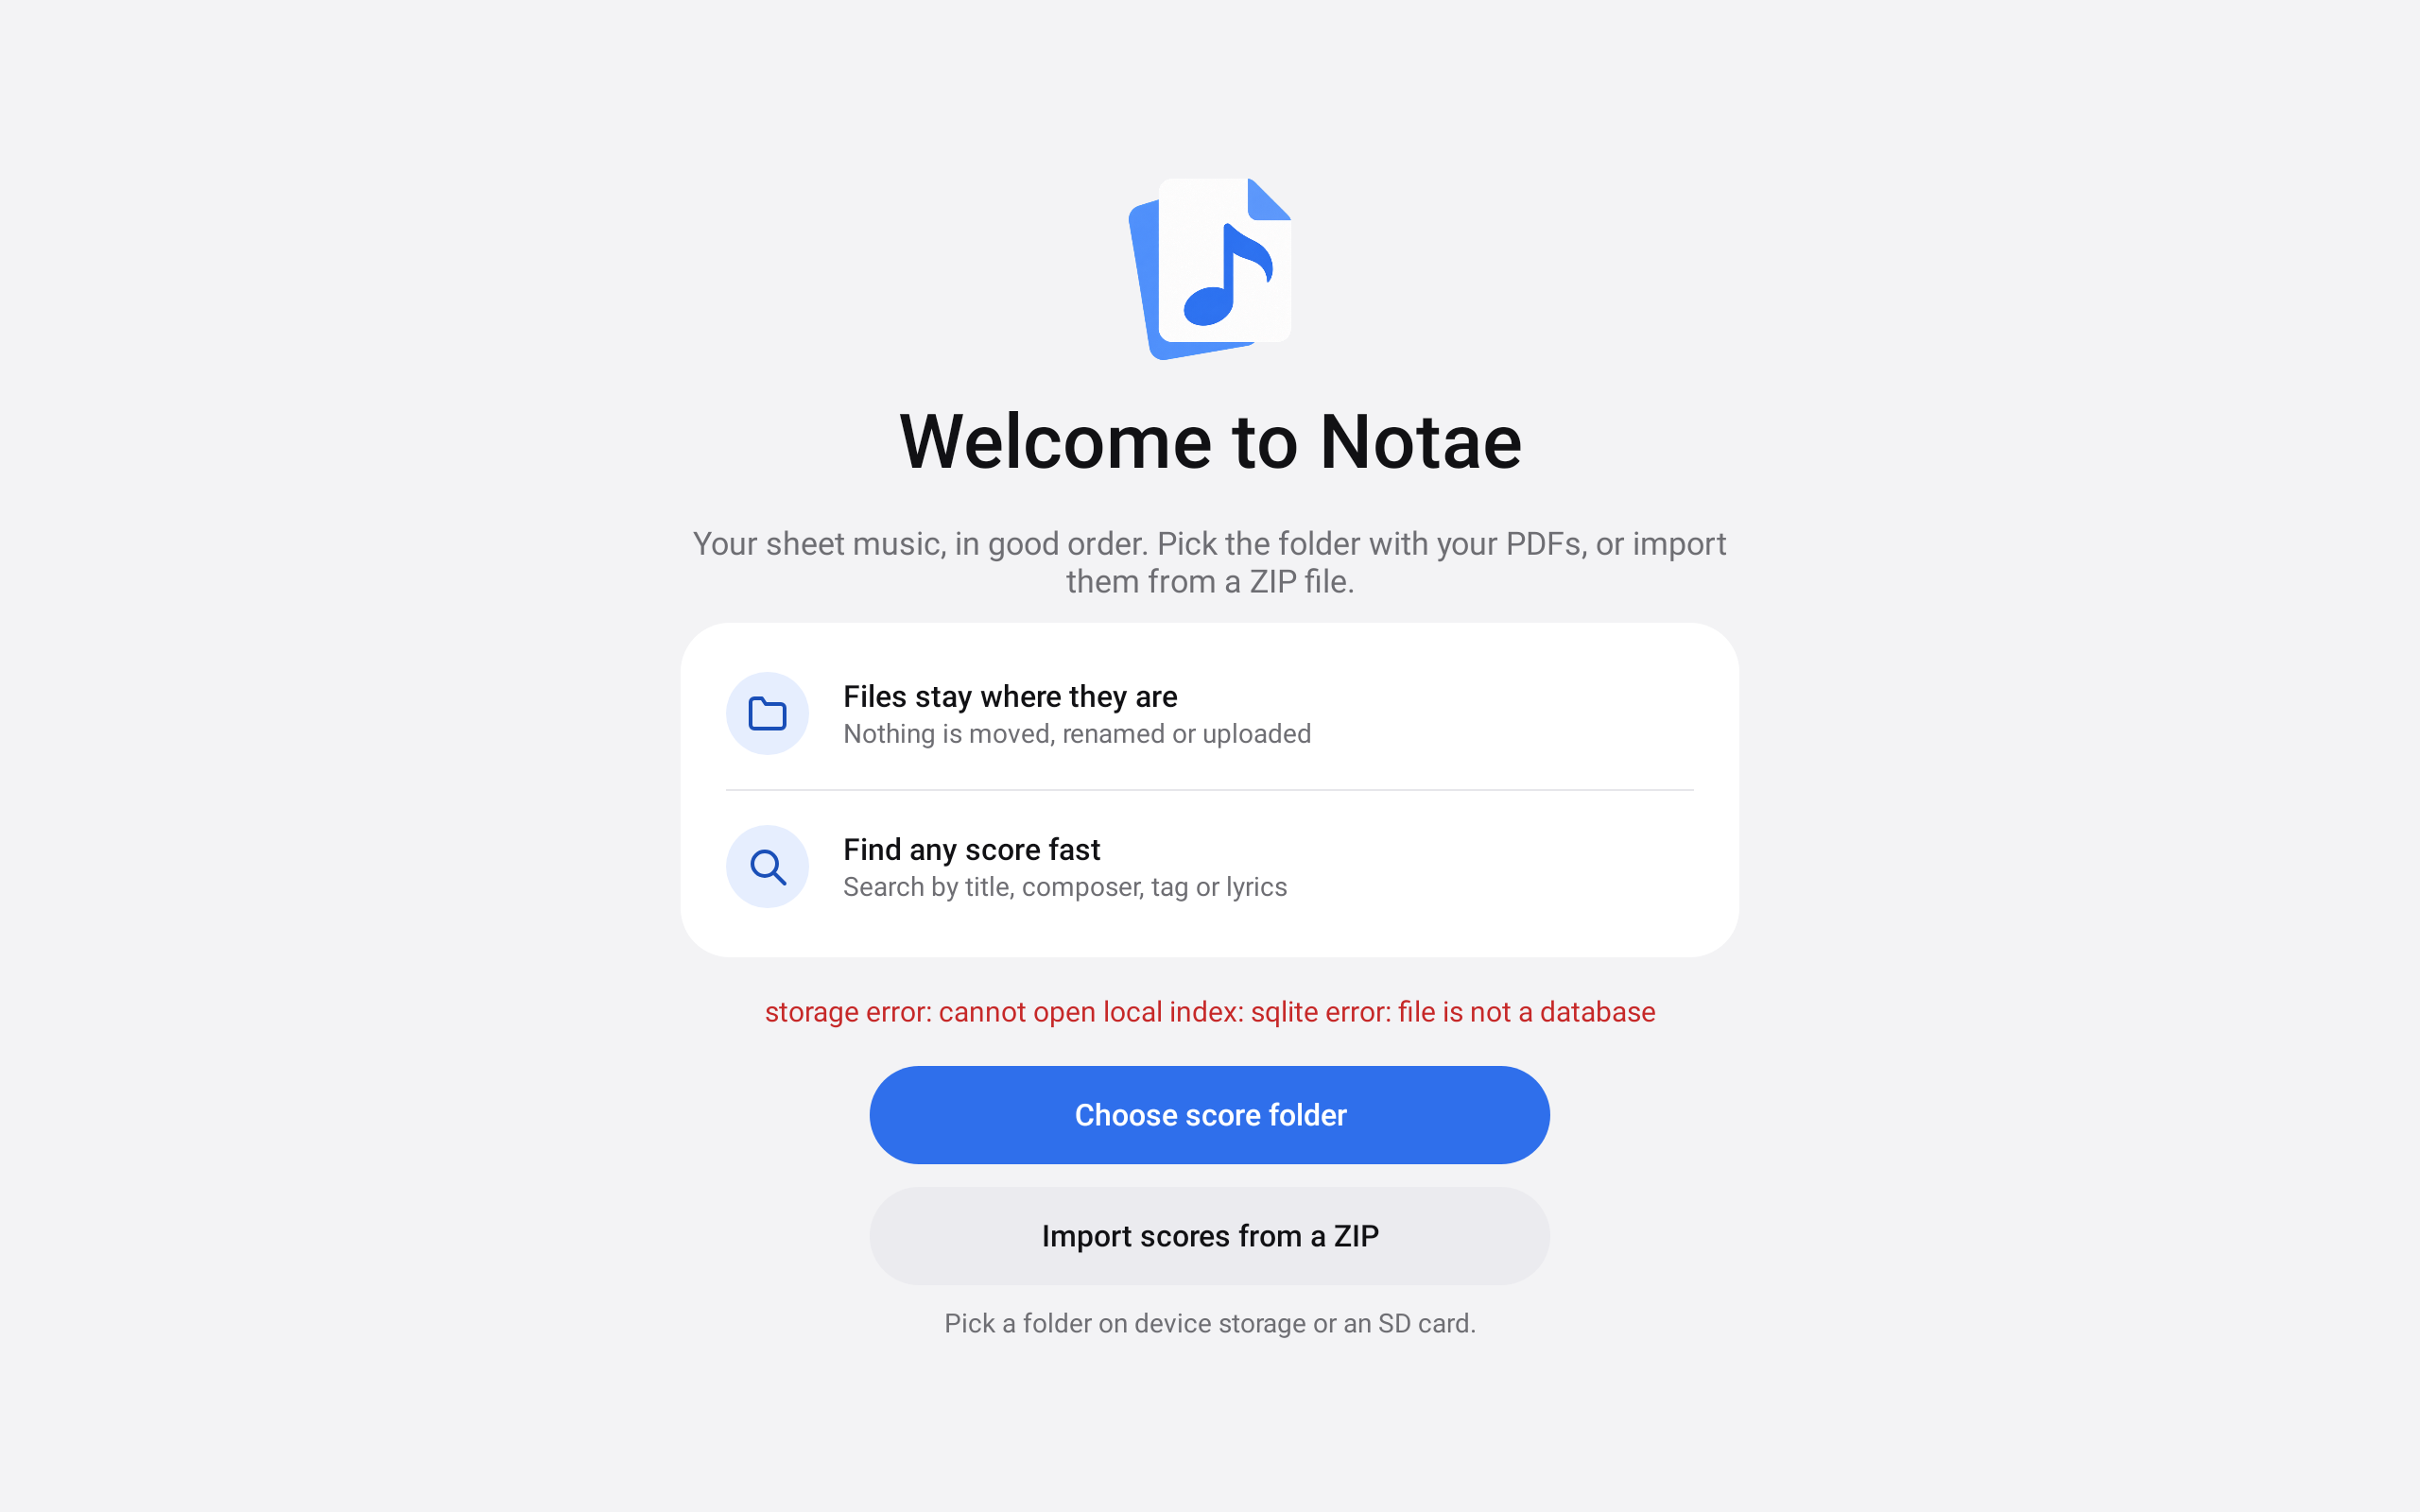 Welcome to Notae
Your sheet music, in good order. Pick the folder with your PDFs, or import
them from a ZIP file.
Files stay where they are
Nothing is moved, renamed or uploaded
Find any score fast
Search by title, composer, tag or lyrics
storage error: cannot open local index: sqlite error: file is not a database
Choose score folder
Import scores from a ZIP
Pick a folder on device storage or an SD card.